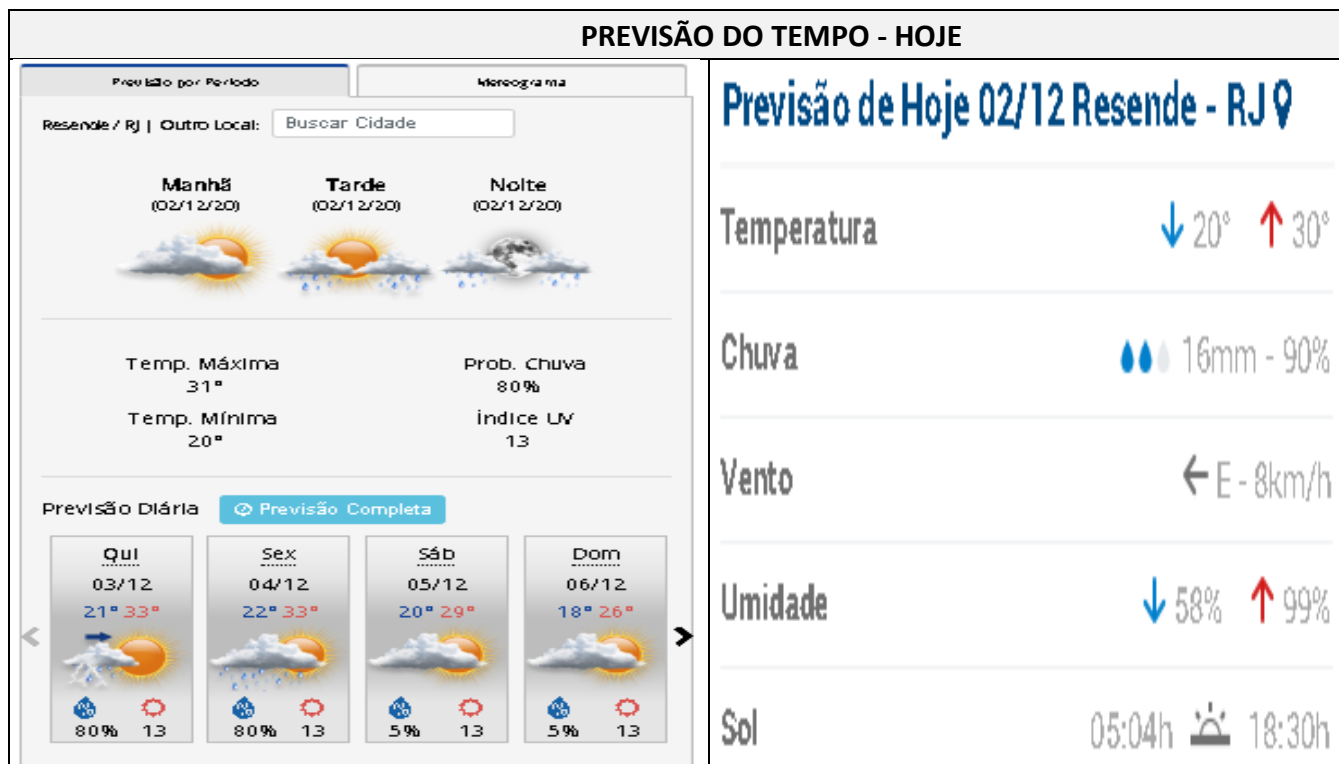 PREVISÃO DO TEMPO - HOJE
Previsão por Período
Meteograma
Resende / RJ | Outro Local: Buscar Cidade
Manhã Tarde Noite
(02/12/20) (02/12/20) (02/12/20)
Temp. Máxima Prob. Chuva
31° 80%
Temp. Mínima Índice UV
20° 13
Previsão Diária Previsão Completa
Qui Sex Sáb Dom
03/12 04/12 05/12 06/12
21° 33° 22° 33° 20° 29° 18° 26°
80% 13 80% 13 5% 13 5% 13
Previsão de Hoje 02/12 Resende - RJ
Temperatura 20° 30°
Chuva 16mm - 90%
Vento E - 8km/h
Umidade 58% 99%
Sol 05:04h 18:30h